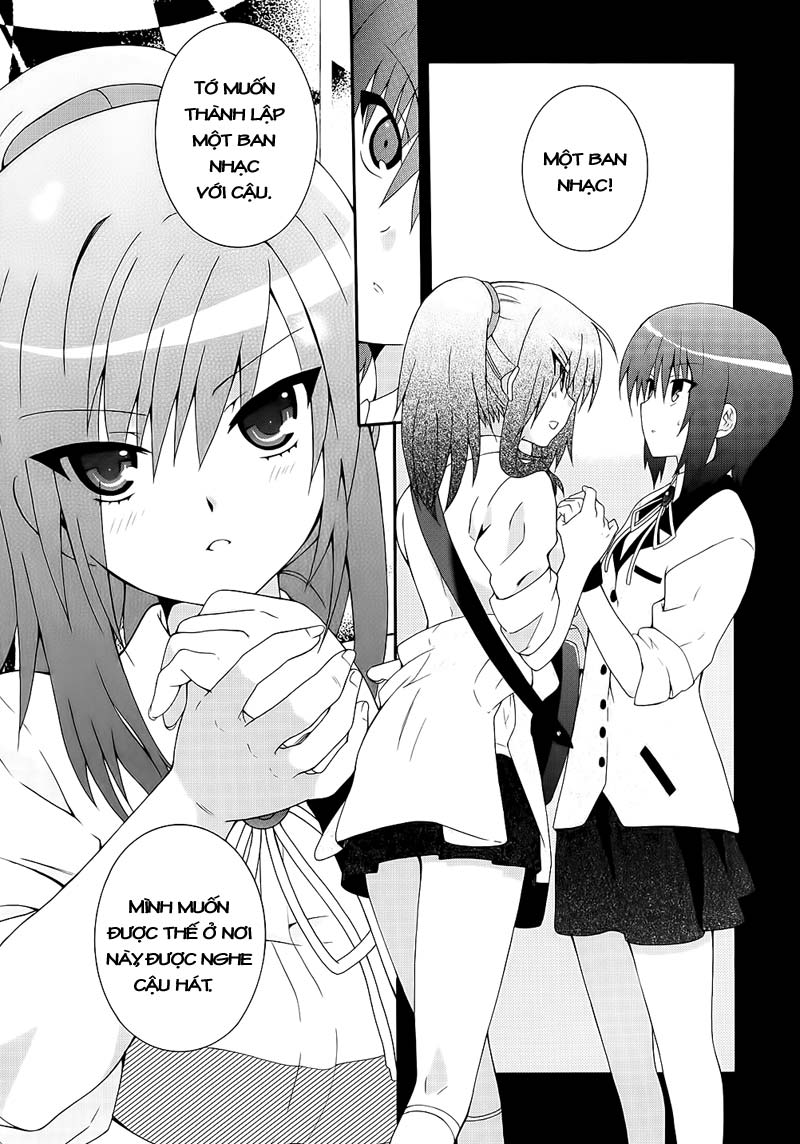 MỘT BAN
NHẠC!
TỚ MUỐN
THÀNH LẬP
MỘT BAN
NHẠC
VỚI CẬU.
MÌNH MUỐN
ĐƯỢC THẾ Ở NƠI
NÀY, ĐƯỢC NGHE
CẬU HÁT.